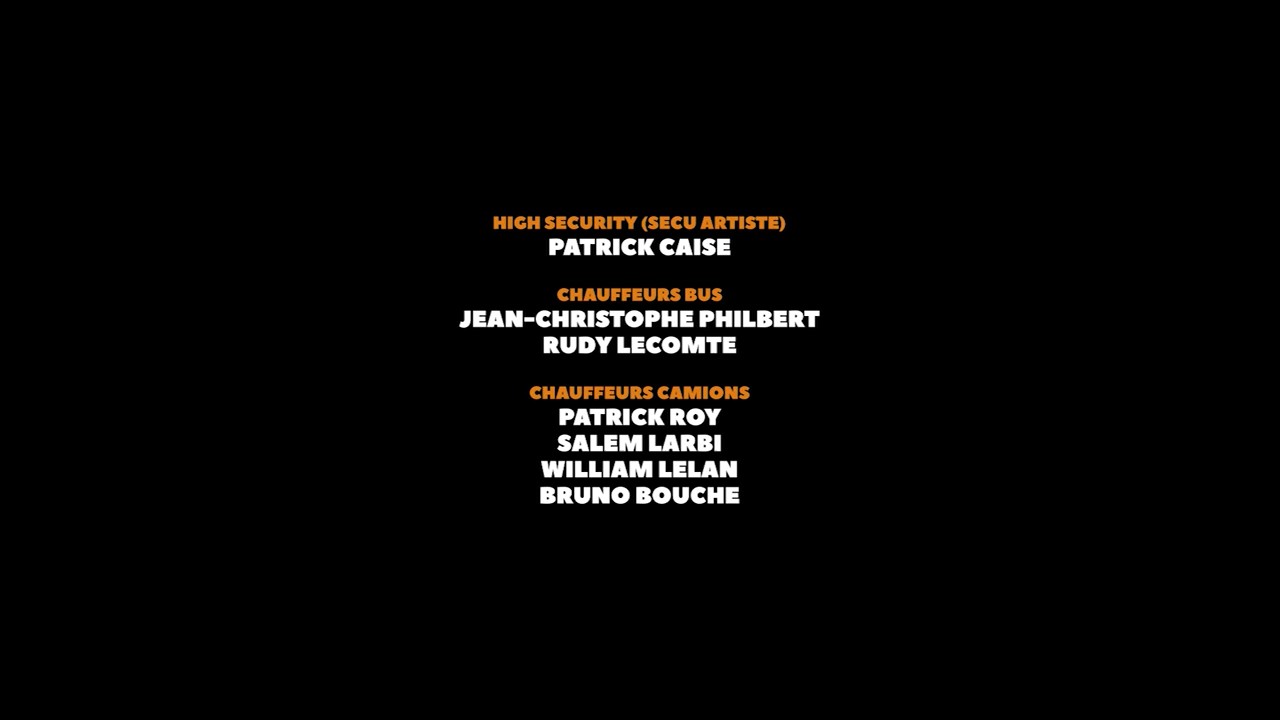 HIGH SECURITY (SECU ARTISTE)
PATRICK CAISE
CHAUFFEURS BUS
JEAN-CHRISTOPHE PHILBERT
RUDY LECOMTE
CHAUFFEURS CAMIONS
PATRICK ROY
SALEM LARBI
WILLIAM LELAN
BRUNO BOUCHE